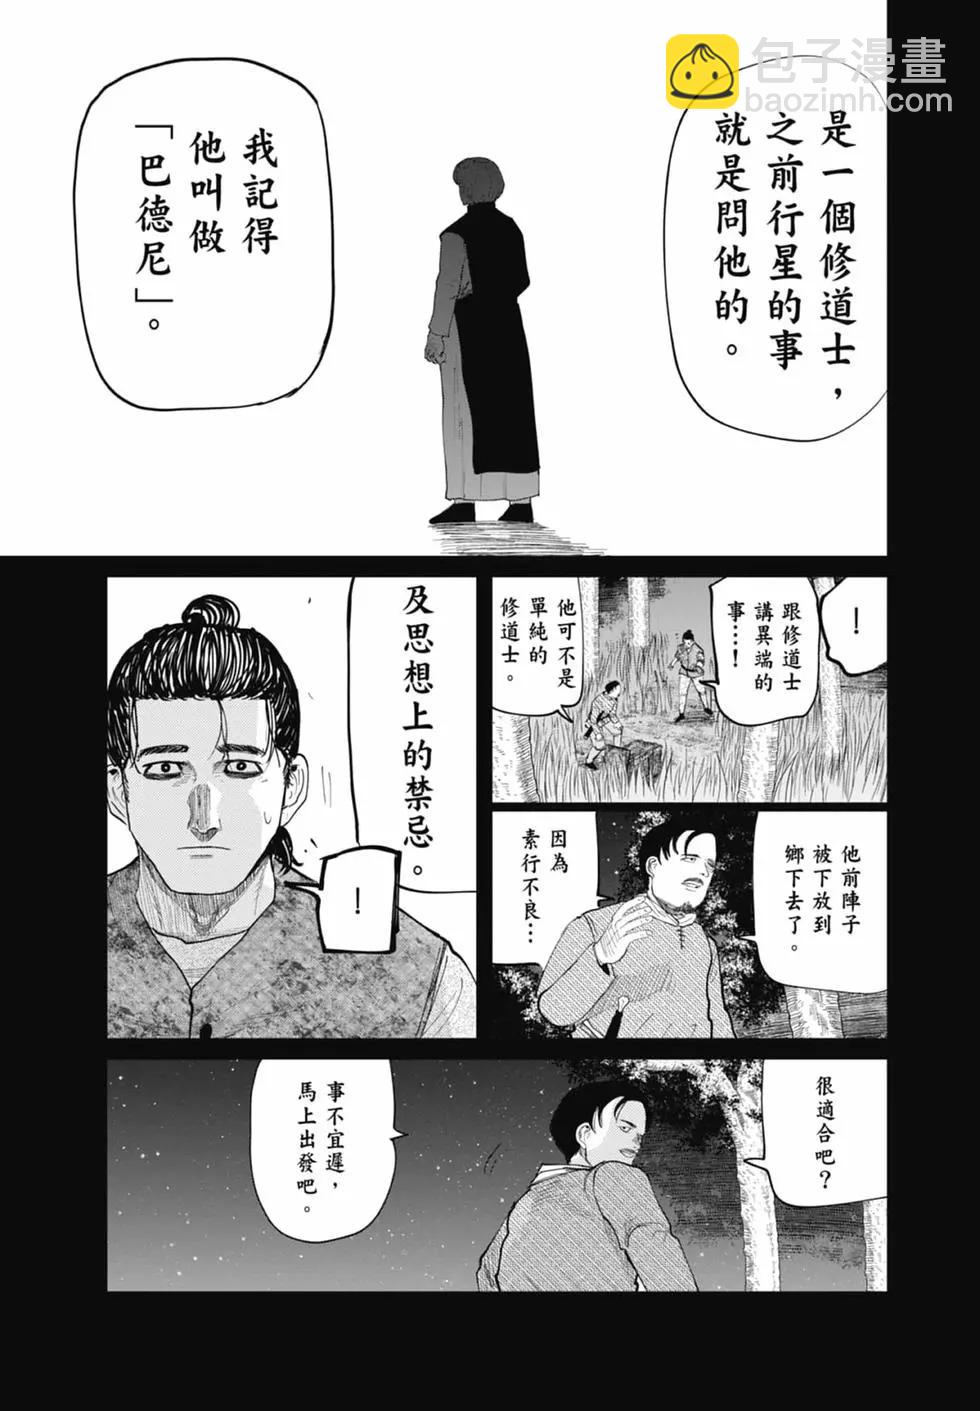 包子漫畫
baozimh.com
是一個修道士，
之前行星的事
就是問他的。
我記得
他叫做
「巴德尼」。
！
跟修道士
講異端的
事⋯⋯！
他可不是
單純的
修道士。
他前陣子
被下放到
鄉下去了。
因為
素行不良⋯
及思想上的禁忌。
！
很適合吧？
事不宜遲，
馬上出發吧。